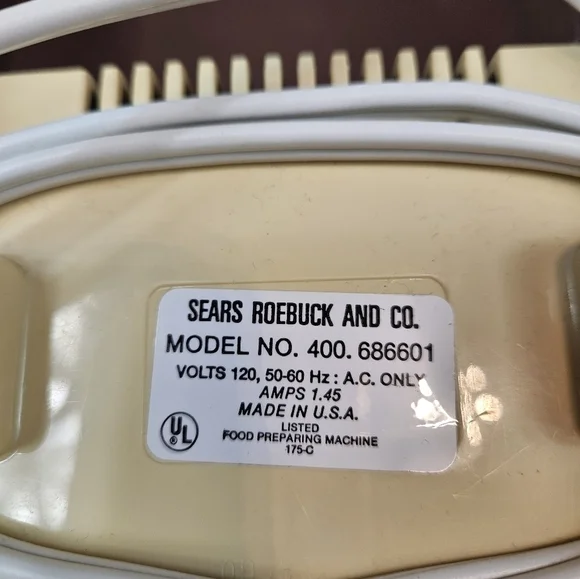 SEARS ROEBUCK AND CO.
MODEL NO. 400.686601
VOLTS 120, 50-60 Hz : A.C. ONLY
AMPS 1.45
MADE IN U.S.A.
UL ®
LISTED
FOOD PREPARING MACHINE
175-C